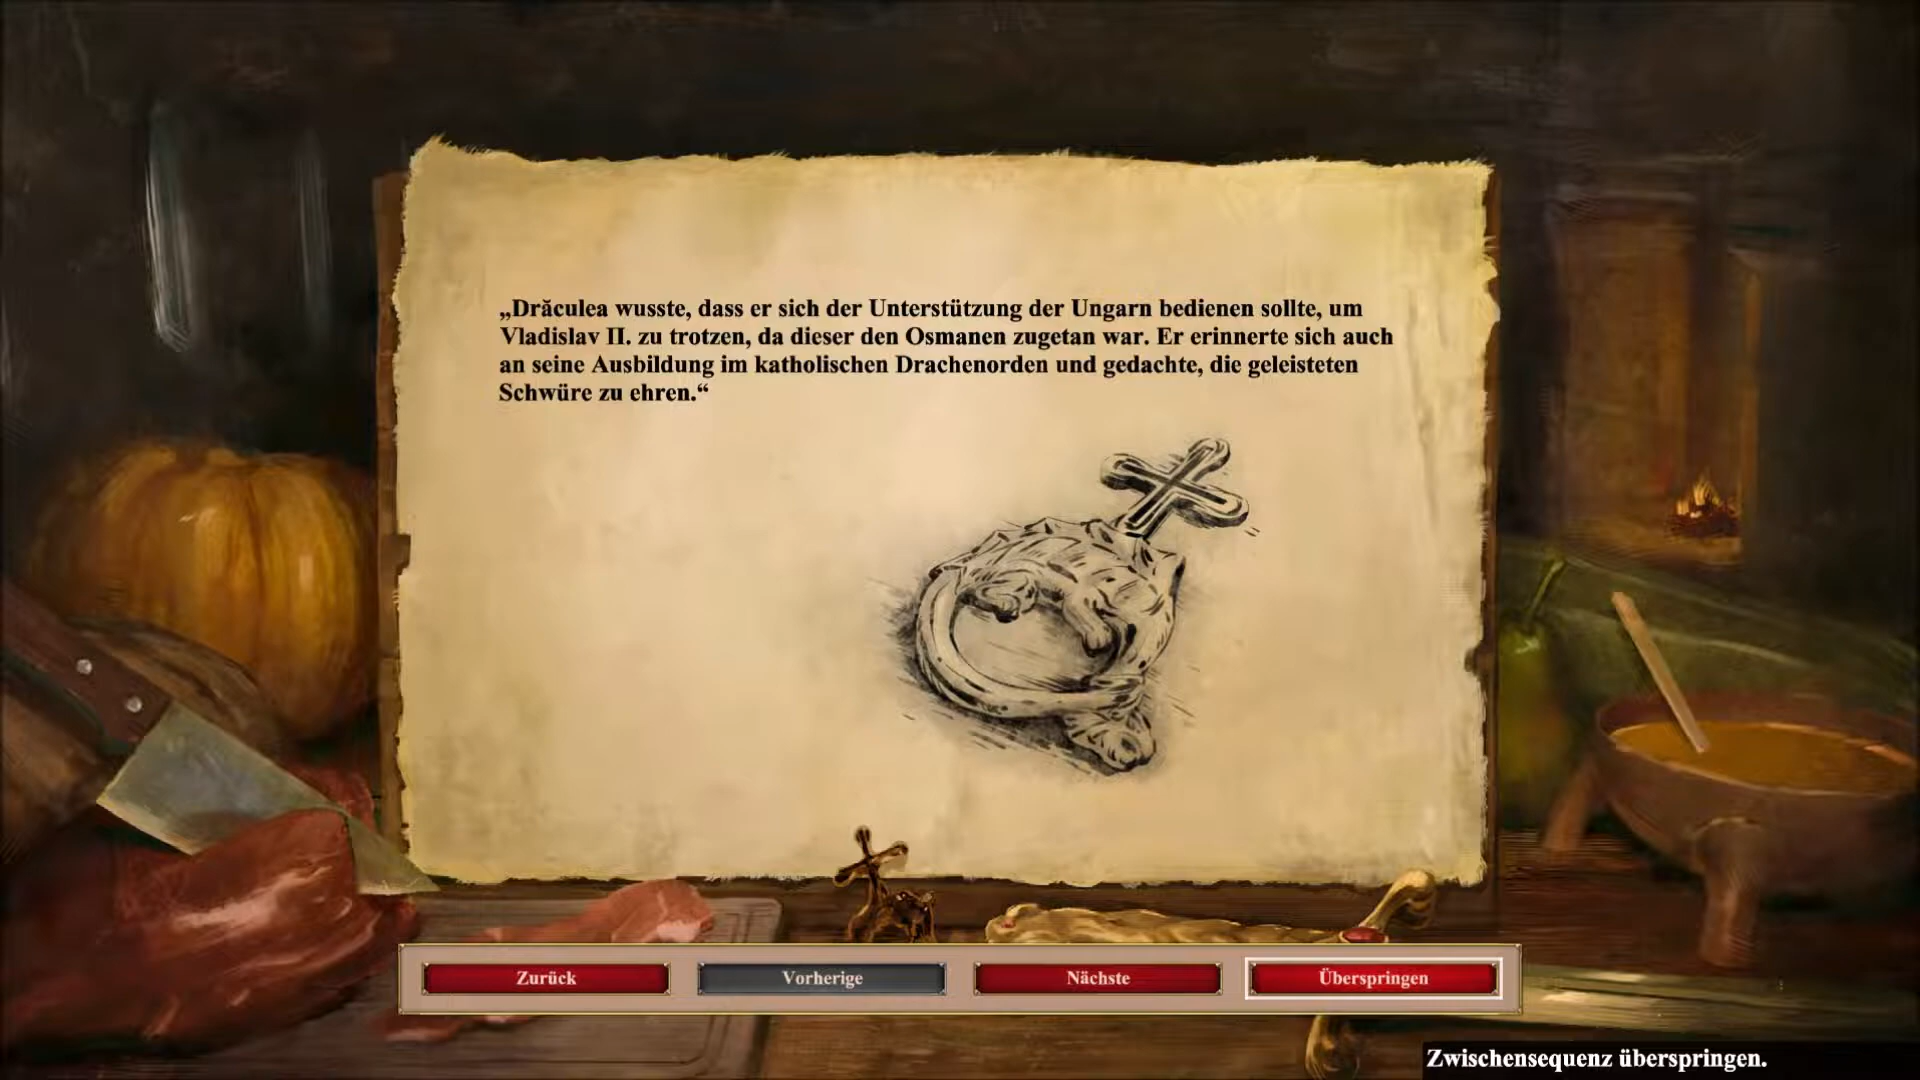 „Drăculea wusste, dass er sich der Unterstützung der Ungarn bedienen sollte, um
Vladislav II. zu trotzen, da dieser den Osmanen zugetan war. Er erinnerte sich auch
an seine Ausbildung im katholischen Drachenorden und gedachte, die geleisteten
Schwüre zu ehren.“
Zurück
Vorherige
Nächste
Überspringen
Zwischensequenz überspringen.